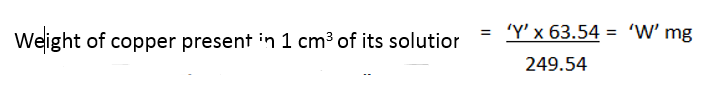 Weight of copper present in 1 cm³ of its solution = ‘Y’ x 63.54 = ‘W’ mg
249.54